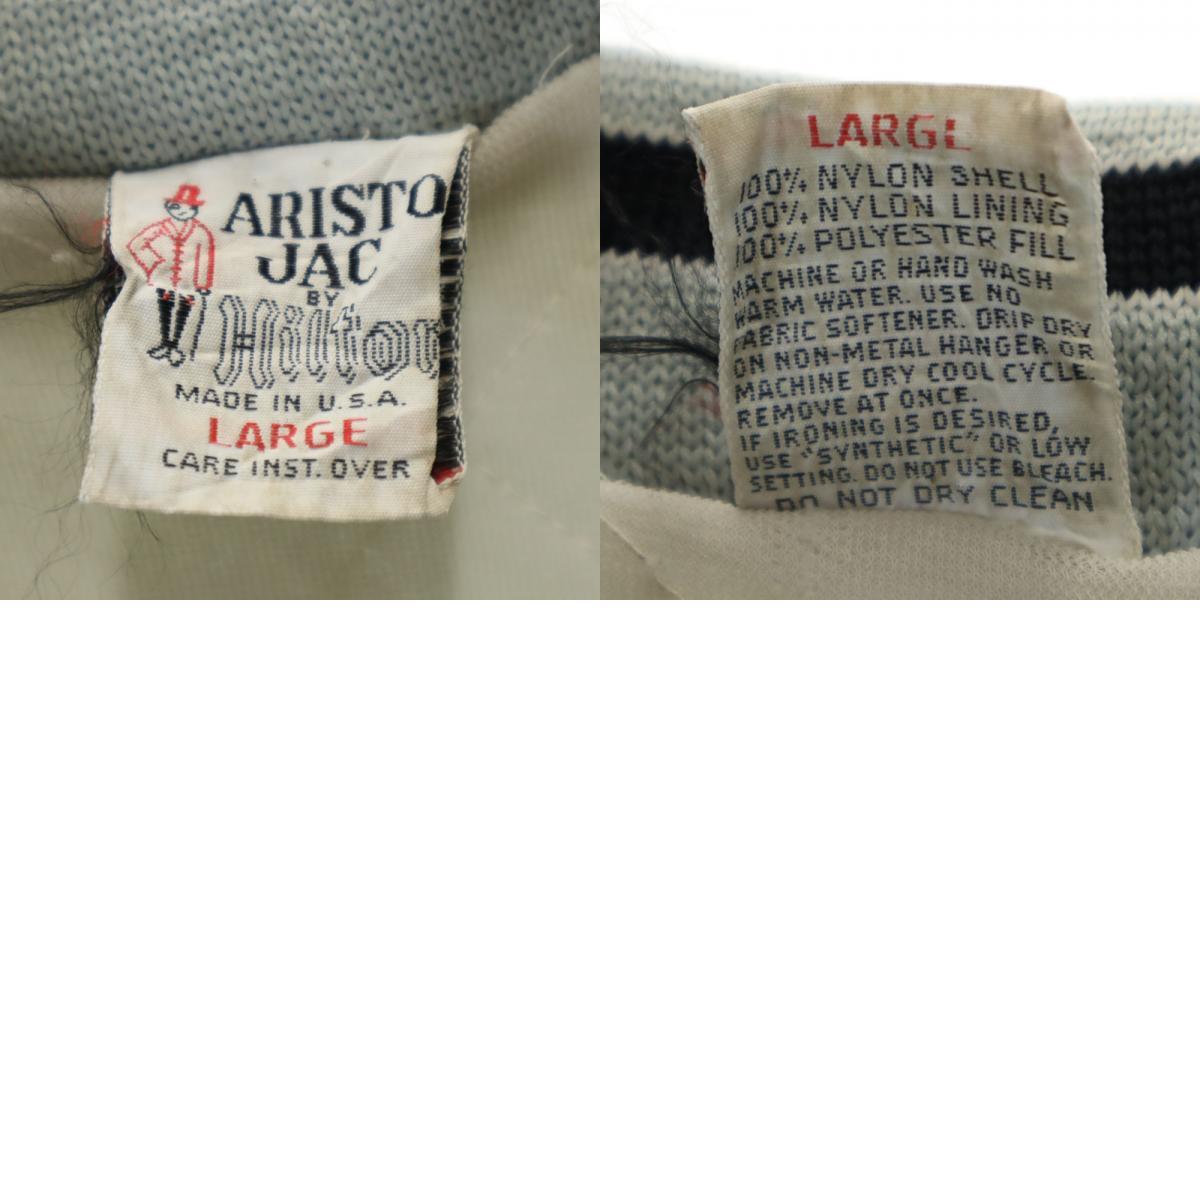 ARISTO
JAC
BY
Hilton
MADE IN U.S.A.
LARGE
CARE INST. OVER
LARGE
100% NYLON SHELL
100% NYLON LINING
100% POLYESTER FILL
MACHINE OR HAND WASH
WARM WATER. USE NO
FABRIC SOFTENER. DRIP DRY
ON NON-METAL HANGER OR
MACHINE DRY COOL CYCLE.
REMOVE AT ONCE.
IF IRONING IS DESIRED,
USE "SYNTHETIC" OR LOW
SETTING. DO NOT USE BLEACH.
DO NOT DRY CLEAN